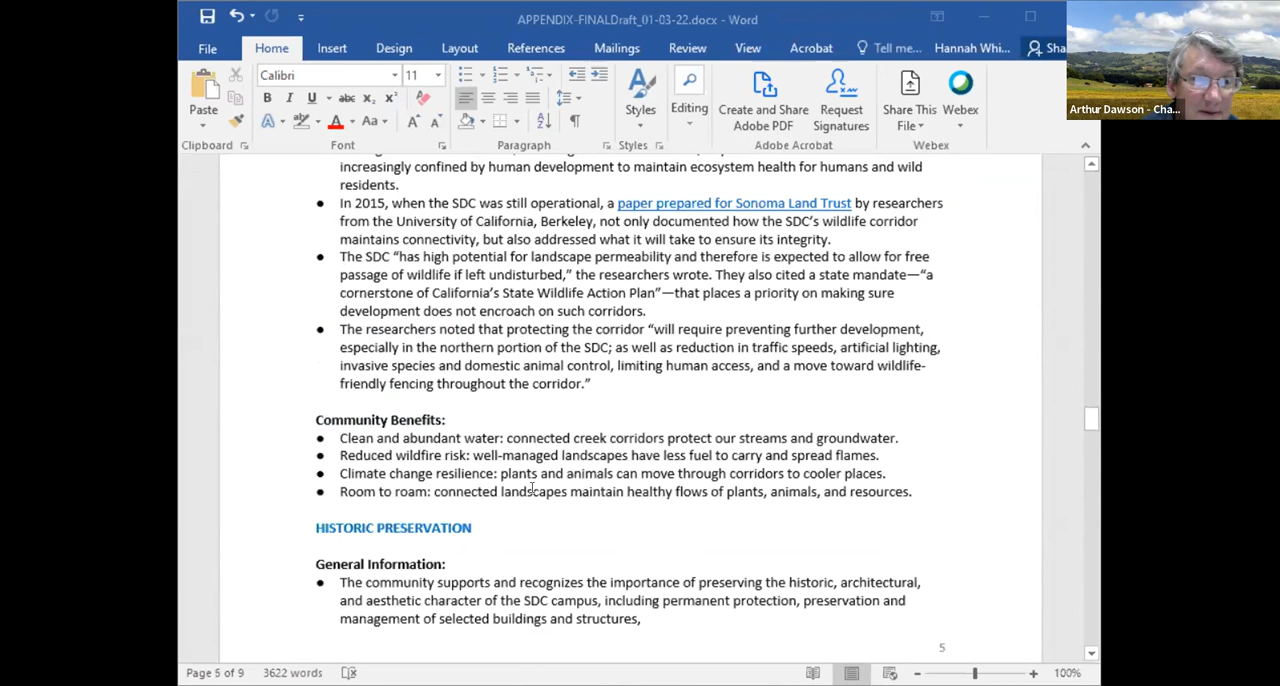 APPENDIX-FINALDraft_01-03-22.docx - Word
File Home Insert Design Layout References Mailings Review View Acrobat Tell me... Hannah Whi... Sha
Arthur Dawson - Cha...
Calibri 11
Paste
B I U abc X₂ X²
A A Aa A A
Styles
Editing
Create and Share Adobe PDF
Request Signatures
Share This File
Webex
Clipboard Font Paragraph Styles Adobe Acrobat Webex
increasingly confined by human development to maintain ecosystem health for humans and wild
residents.
● In 2015, when the SDC was still operational, a paper prepared for Sonoma Land Trust by researchers
from the University of California, Berkeley, not only documented how the SDC's wildlife corridor
maintains connectivity, but also addressed what it will take to ensure its integrity.
● The SDC "has high potential for landscape permeability and therefore is expected to allow for free
passage of wildlife if left undisturbed," the researchers wrote. They also cited a state mandate—"a
cornerstone of California's State Wildlife Action Plan"—that places a priority on making sure
development does not encroach on such corridors.
● The researchers noted that protecting the corridor "will require preventing further development,
especially in the northern portion of the SDC; as well as reduction in traffic speeds, artificial lighting,
invasive species and domestic animal control, limiting human access, and a move toward wildlife-
friendly fencing throughout the corridor."
Community Benefits:
● Clean and abundant water: connected creek corridors protect our streams and groundwater.
● Reduced wildfire risk: well-managed landscapes have less fuel to carry and spread flames.
● Climate change resilience: plants and animals can move through corridors to cooler places.
● Room to roam: connected landscapes maintain healthy flows of plants, animals, and resources.
HISTORIC PRESERVATION
General Information:
● The community supports and recognizes the importance of preserving the historic, architectural,
and aesthetic character of the SDC campus, including permanent protection, preservation and
management of selected buildings and structures,
5
Page 5 of 9 3622 words 100%